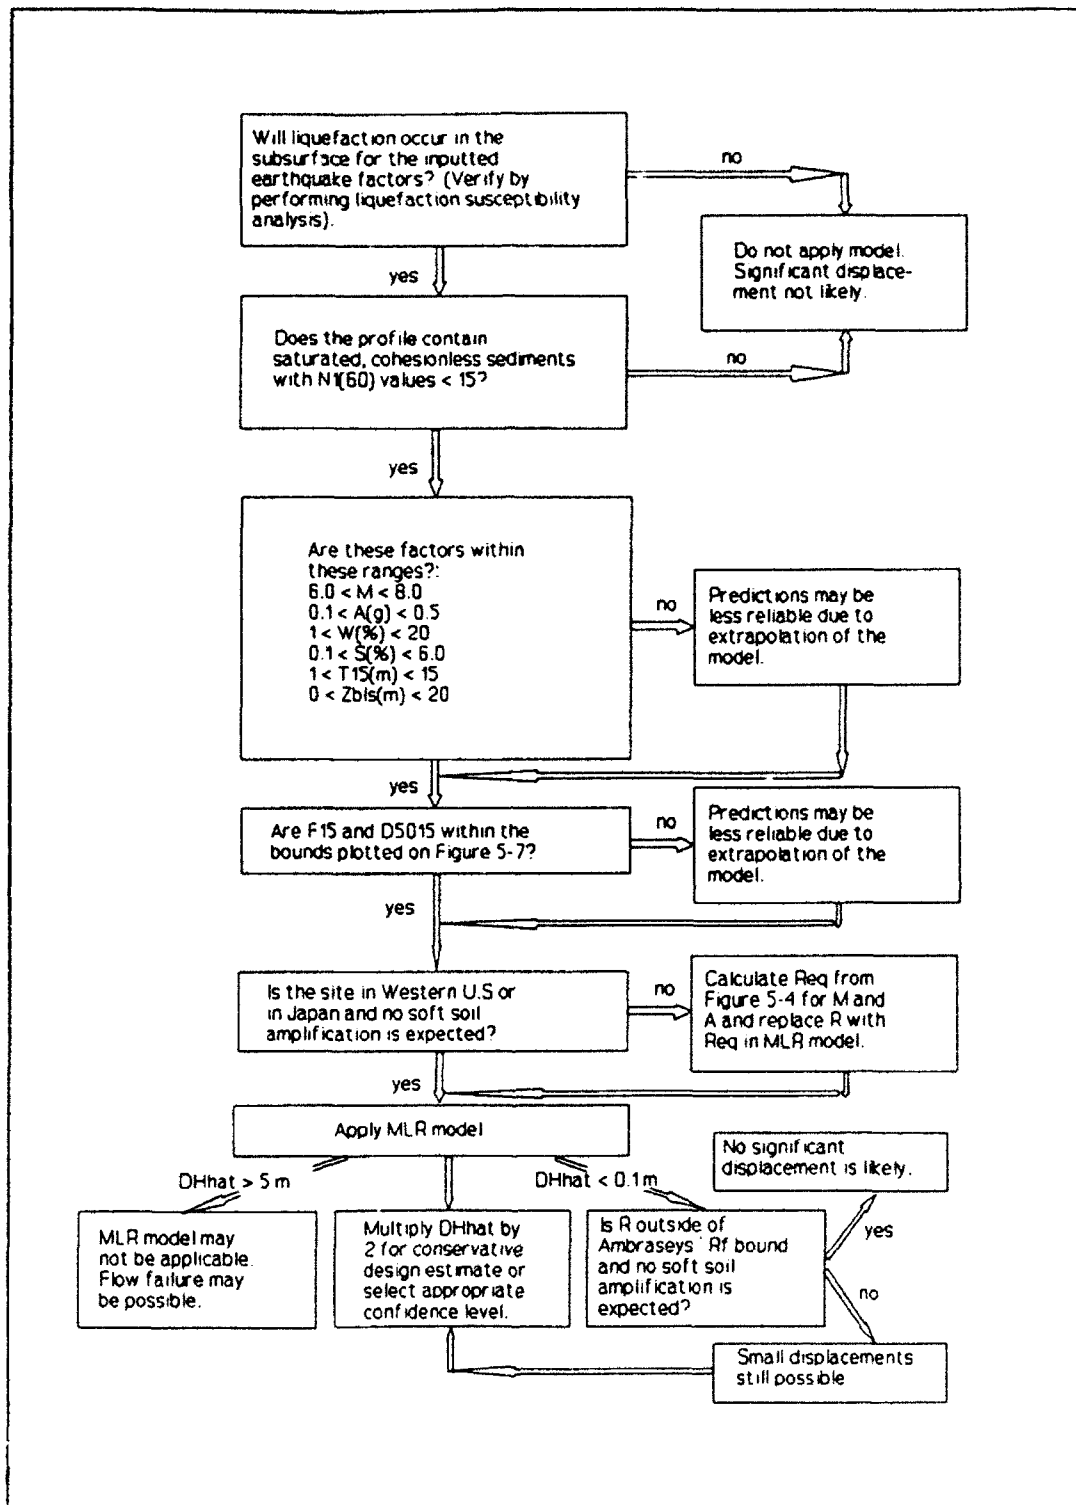 Will liquefaction occur in the
subsurface for the inputted
earthquake factors? (Verify by
performing liquefaction susceptibility
analysis).
no
Do not apply model.
Significant displace-
ment not likely.
yes
Does the profile contain
saturated, cohesionless sediments
with N1(60) values < 15?
no
yes
Are these factors within
these ranges?:
6.0 < M < 8.0
0.1 < A(g) < 0.5
1 < W(%) < 20
0.1 < S(%) < 6.0
1 < T15(m) < 15
0 < Zbls(m) < 20
no
Predictions may be
less reliable due to
extrapolation of the
model.
yes
Are F15 and D5015 within the
bounds plotted on Figure 5-7?
no
Predictions may be
less reliable due to
extrapolation of the
model.
yes
Is the site in Western U.S or
in Japan and no soft soil
amplification is expected?
no
Calculate Req from
Figure 5-4 for M and
A and replace R with
Req in MLR model.
yes
Apply MLR model
DHhat > 5 m
DHhat < 0.1 m
No significant
displacement is likely.
MLR model may
not be applicable.
Flow failure may
be possible.
Multiply DHhat by
2 for conservative
design estimate or
select appropriate
confidence level.
Is R outside of
Ambraseys' Rf bound
and no soft soil
amplification is
expected?
yes
no
Small displacements
still possible